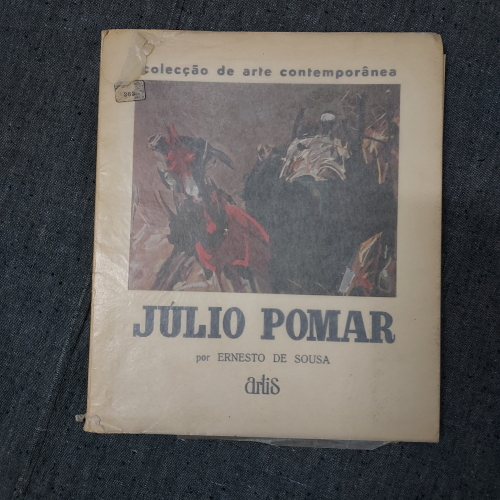 colecção de arte contemporânea
JÚLIO POMAR
por ERNESTO DE SOUSA
artis